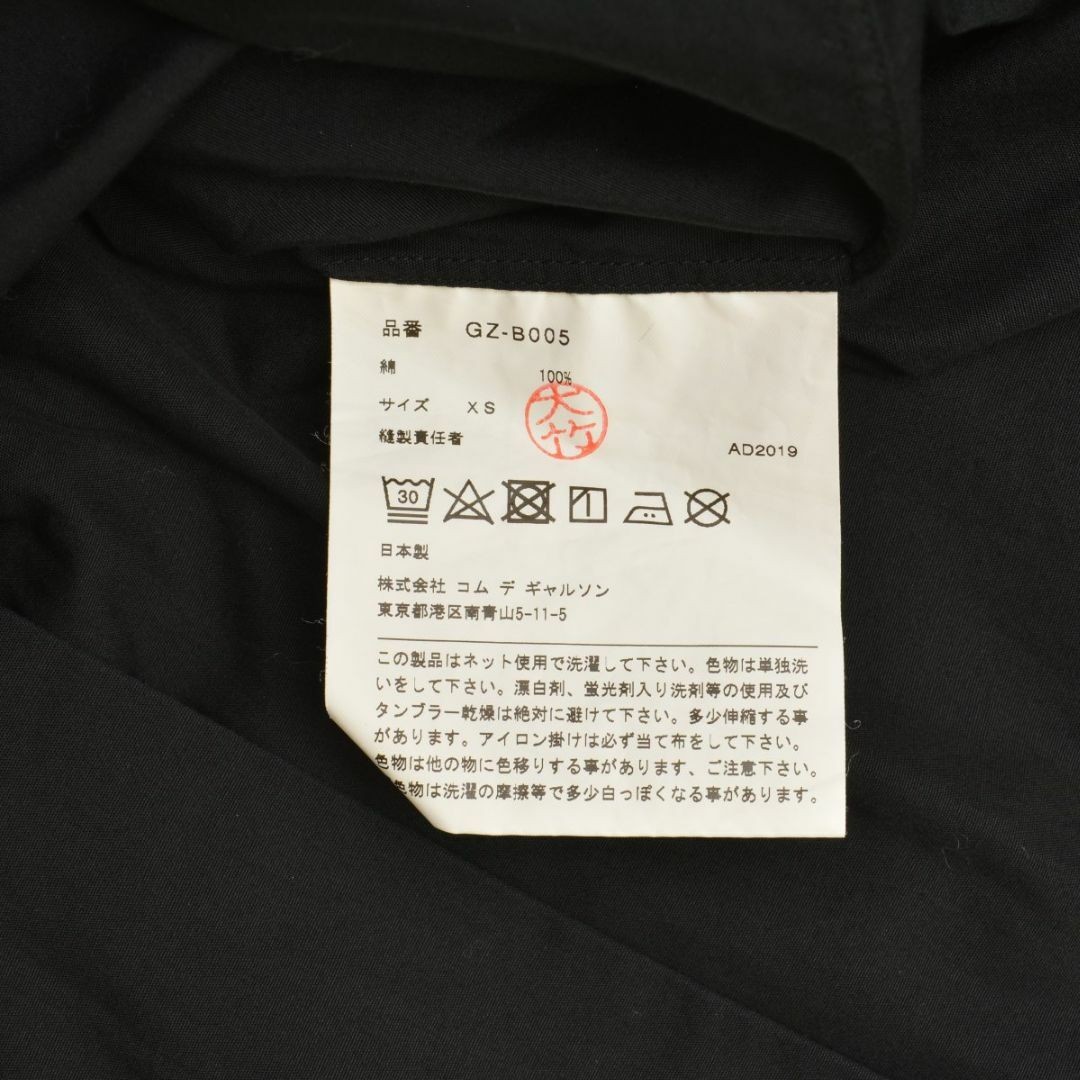 品番 GZ-B005
綿 100%
サイズ XS
大竹
縫製責任者
AD2019
30
日本製
株式会社 コム デ ギャルソン
東京都港区南青山5-11-5
この製品はネット使用で洗濯して下さい。色物は単独洗
いをして下さい。漂白剤、蛍光剤入り洗剤等の使用及び
タンブラー乾燥は絶対に避けて下さい。多少伸縮する事
があります。アイロン掛けは必ず当て布をして下さい。
色物は他の物に色移りする事があります、ご注意下さい。
色物は洗濯の摩擦等で多少白っぽくなる事があります。